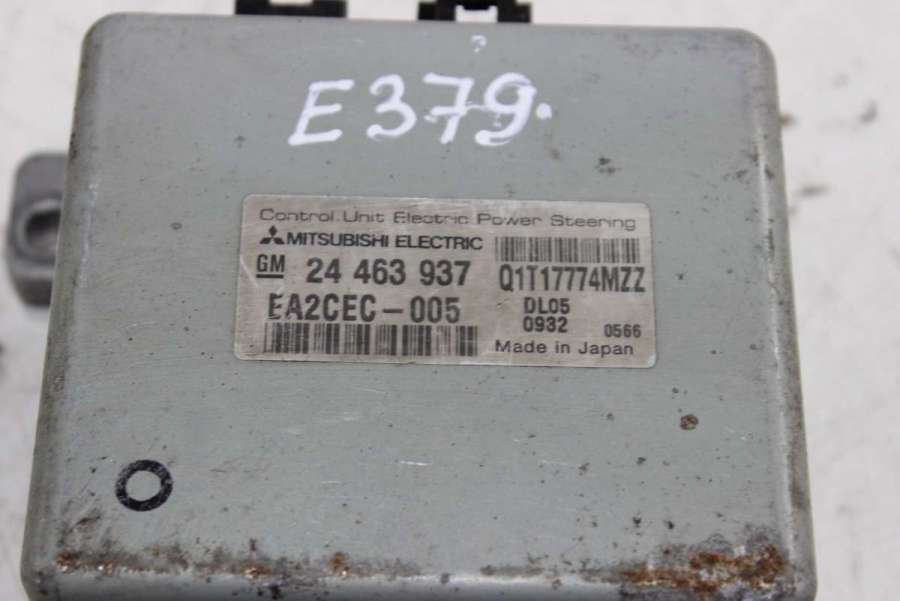 E379.
Control Unit Electric Power Steering
MITSUBISHI ELECTRIC
GM 24 463 937 Q1T17774MZZ
EA2CEC-005 DL05
0932 0566
Made in Japan